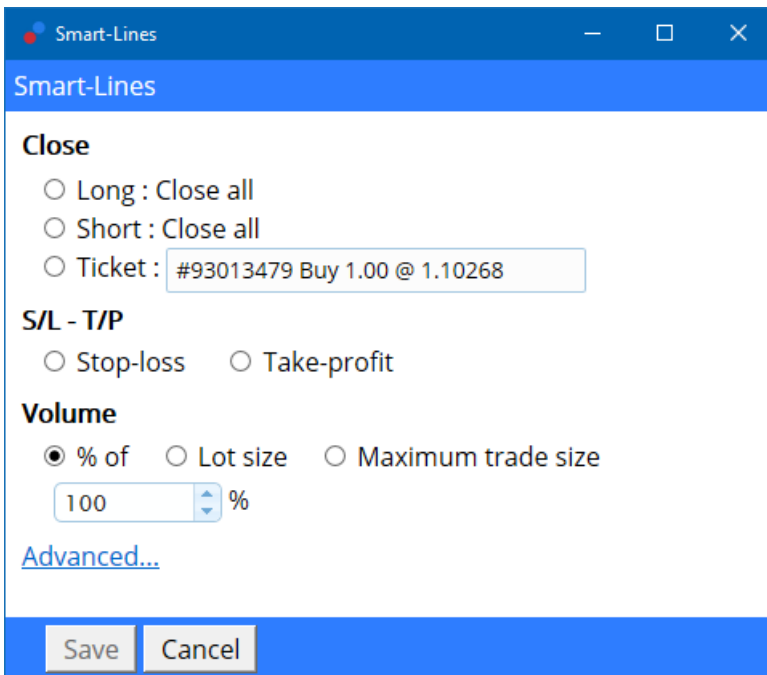 Smart-Lines
Smart-Lines
Close
Long : Close all
Short : Close all
Ticket : #93013479 Buy 1.00 @ 1.10268
S/L - T/P
Stop-loss Take-profit
Volume
% of Lot size Maximum trade size
100 %
Advanced...
Save Cancel